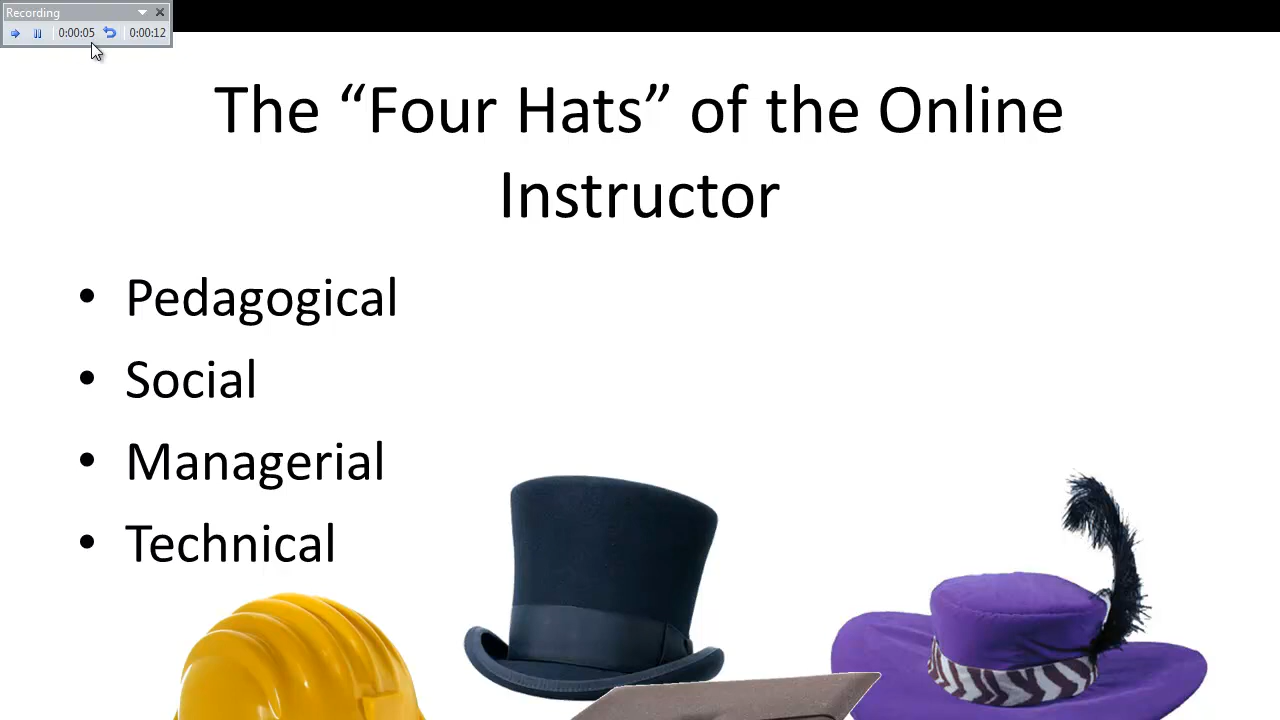 Recording
0:00:05 0:00:12
The “Four Hats” of the Online
Instructor
• Pedagogical
• Social
• Managerial
• Technical